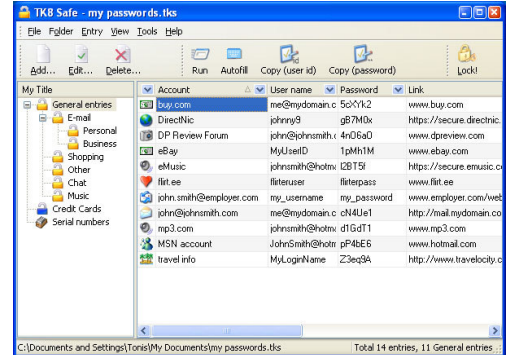 TKB Safe - my passwords.tks
File Folder Entry View Tools Help
Add... Edit... Delete... Run Autofill Copy (user id) Copy (password) Lock!
My Title
General entries
E-mail
Personal
Business
Shopping
Other
Chat
Music
Credit Cards
Serial numbers
Account User name Password Link
buy.com me@mydomain.c 5cXYk2 www.buy.com
DirectNic johnny9 gB7M0x https://secure.directnic.
DP Review Forum john@johnsmith.( 4nO6a0 www.dpreview.com
eBay MyUserID 1pMh1M www.ebay.com
eMusic johnsmith@hotma l2BT5f https://secure.emusic.c
flirt.ee flirteruser fliterpass www.flirt.ee
john.smith@employer.com my_username my_password www.employer.com/web
john@johnsmith.com me@mydomain.c cN4Ue1 http://mail.mydomain.co
mp3.com johnsmith@hotma d1GdT1 www.mp3.com
MSN account JohnSmith@hotm pP4bE6 www.hotmail.com
travel info MyLoginName Z3eq9A http://www.travelocity.c
C:\Documents and Settings\Tonis\My Documents\my passwords.tks Total 14 entries, 11 General entries